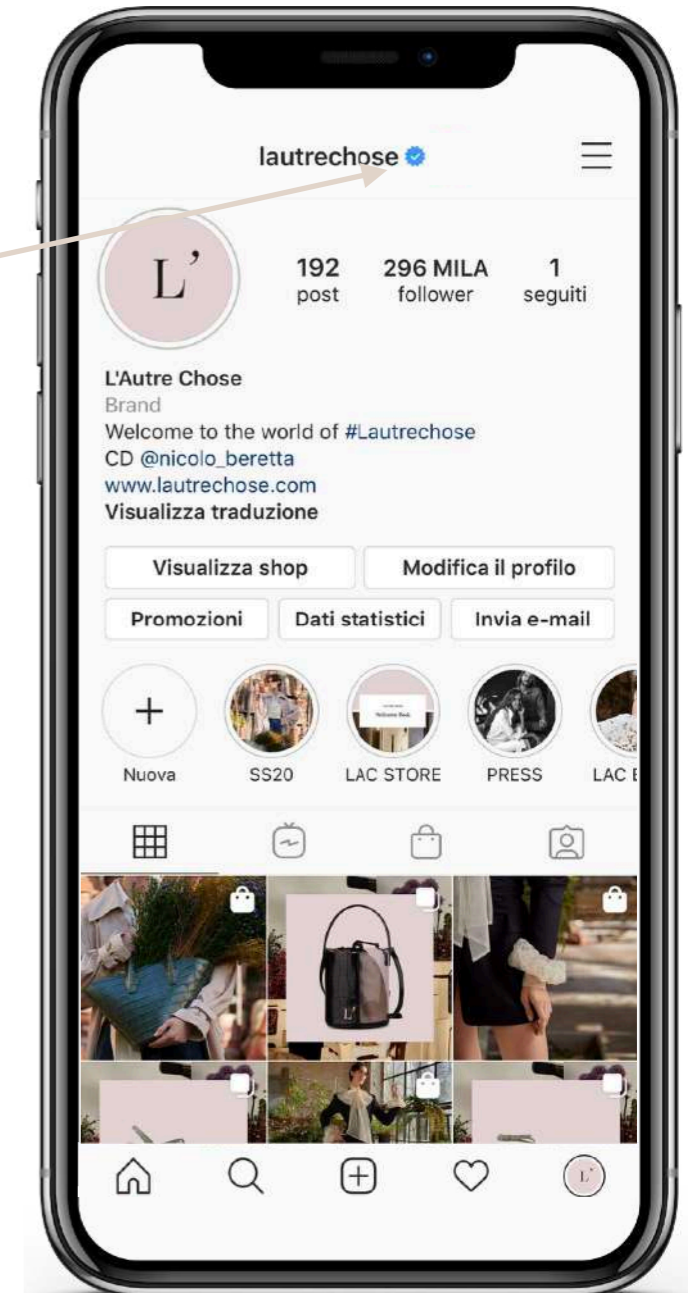 lautrechose
L’
192 296 MILA 1
post follower seguiti
L'Autre Chose
Brand
Welcome to the world of #Lautrechose
CD @nicolo_beretta
www.lautrechose.com
Visualizza traduzione
Visualizza shop Modifica il profilo
Promozioni Dati statistici Invia e-mail
Nuova SS20 LAC STORE PRESS LAC
L’
L’